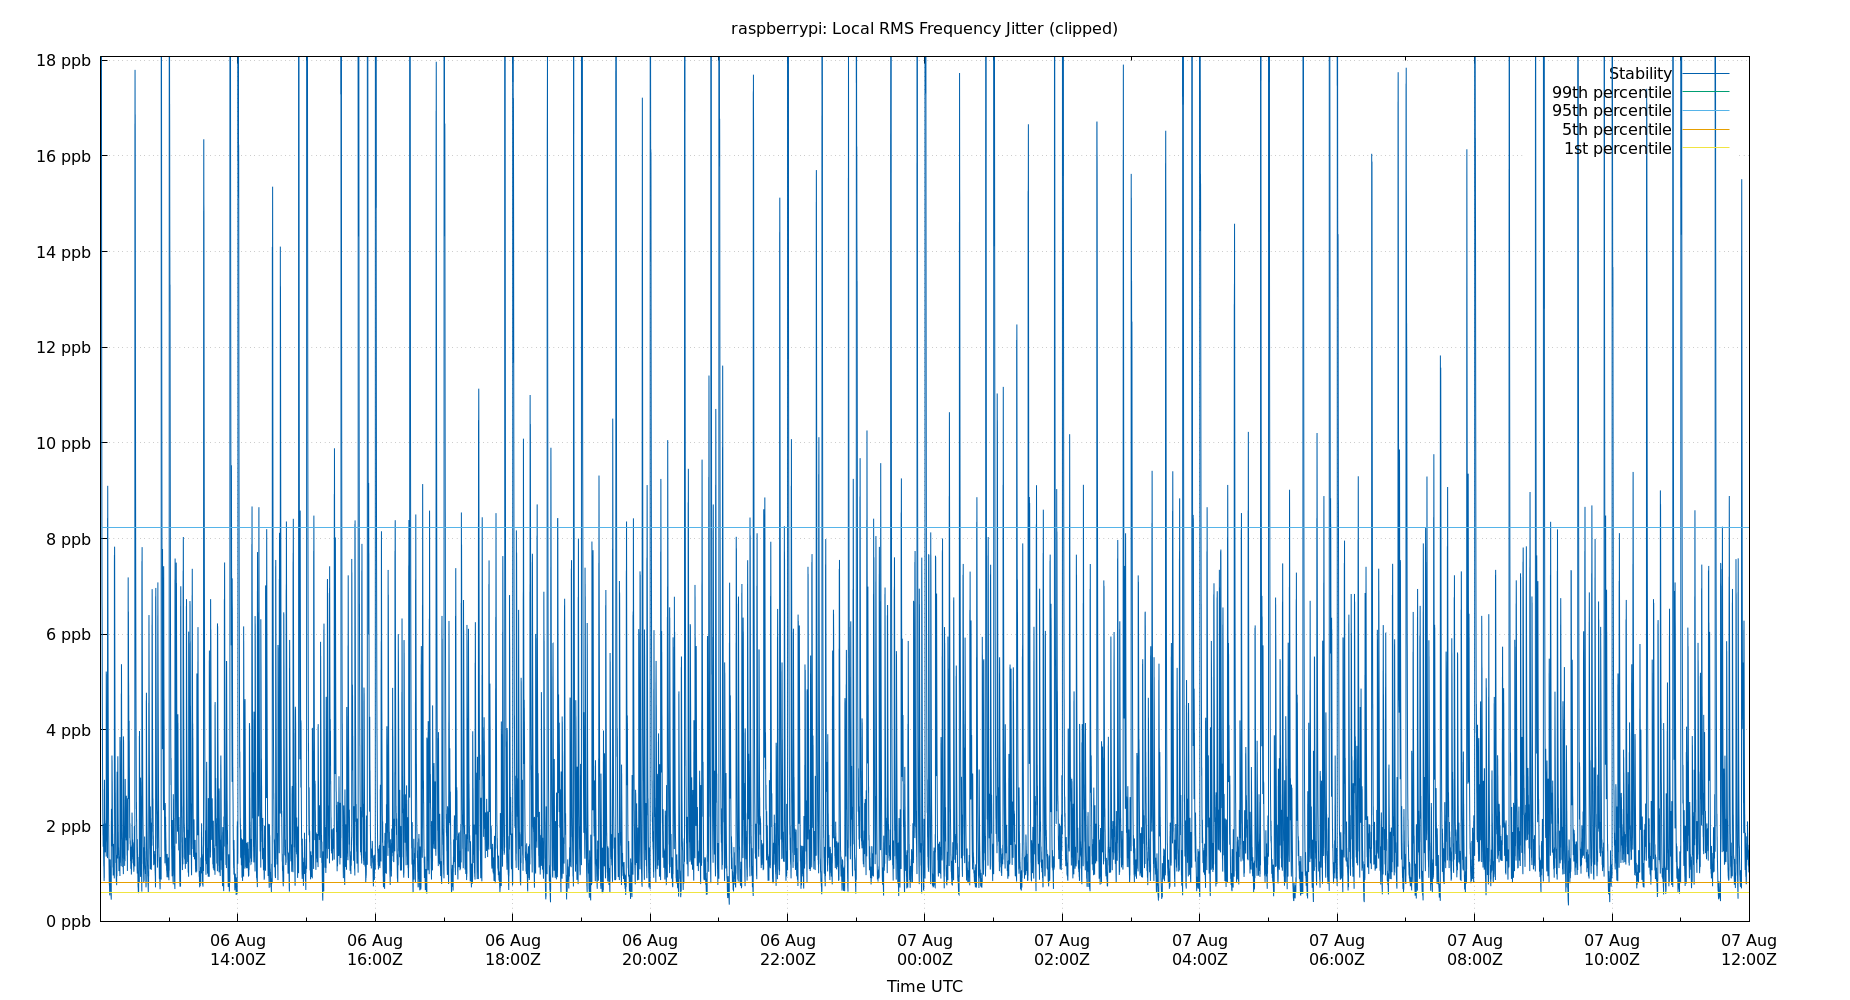 raspberrypi: Local RMS Frequency Jitter (clipped)
18 ppb
16 ppb
14 ppb
12 ppb
10 ppb
8 ppb
6 ppb
4 ppb
2 ppb
0 ppb
Stability
99th percentile
95th percentile
5th percentile
1st percentile
06 Aug 06 Aug 06 Aug 06 Aug 06 Aug 07 Aug 07 Aug 07 Aug 07 Aug 07 Aug 07 Aug 07 Aug
14:00Z 16:00Z 18:00Z 20:00Z 22:00Z 00:00Z 02:00Z 04:00Z 06:00Z 08:00Z 10:00Z 12:00Z
Time UTC